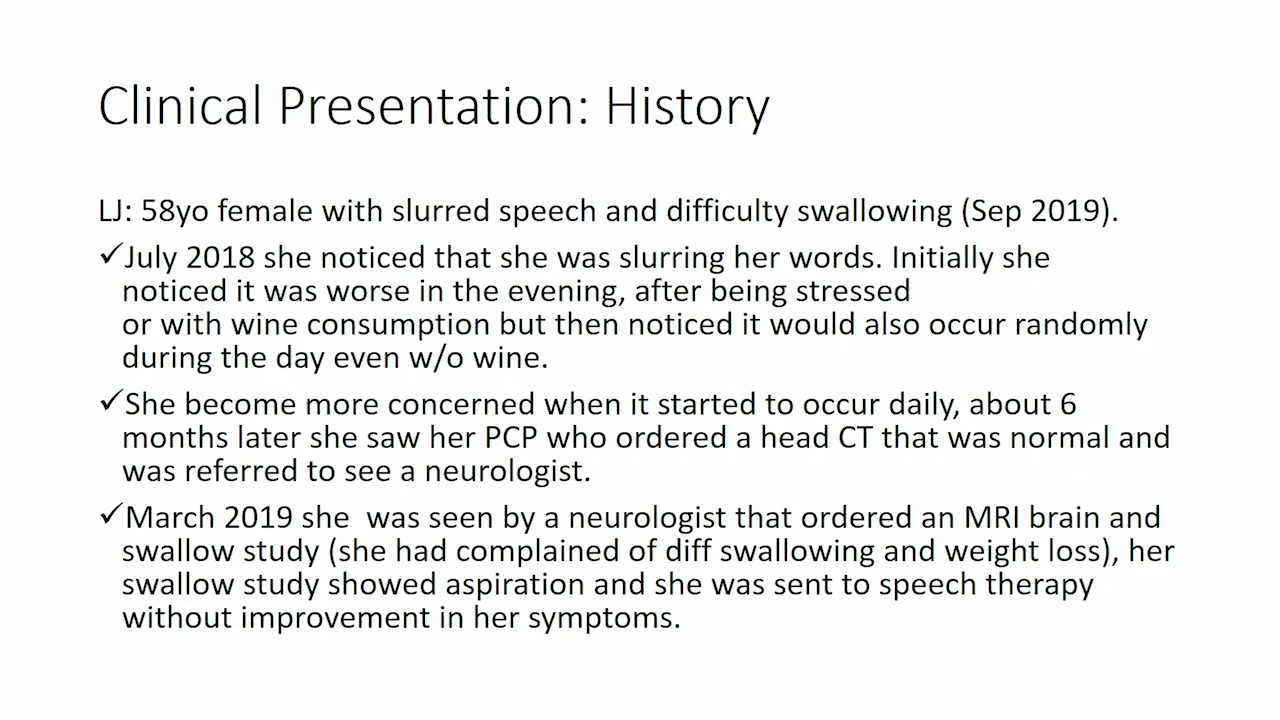 Clinical Presentation: History
LJ: 58yo female with slurred speech and difficulty swallowing (Sep 2019).
✓July 2018 she noticed that she was slurring her words. Initially she
noticed it was worse in the evening, after being stressed
or with wine consumption but then noticed it would also occur randomly
during the day even w/o wine.
✓She become more concerned when it started to occur daily, about 6
months later she saw her PCP who ordered a head CT that was normal and
was referred to see a neurologist.
✓March 2019 she  was seen by a neurologist that ordered an MRI brain and
swallow study (she had complained of diff swallowing and weight loss), her
swallow study showed aspiration and she was sent to speech therapy
without improvement in her symptoms.